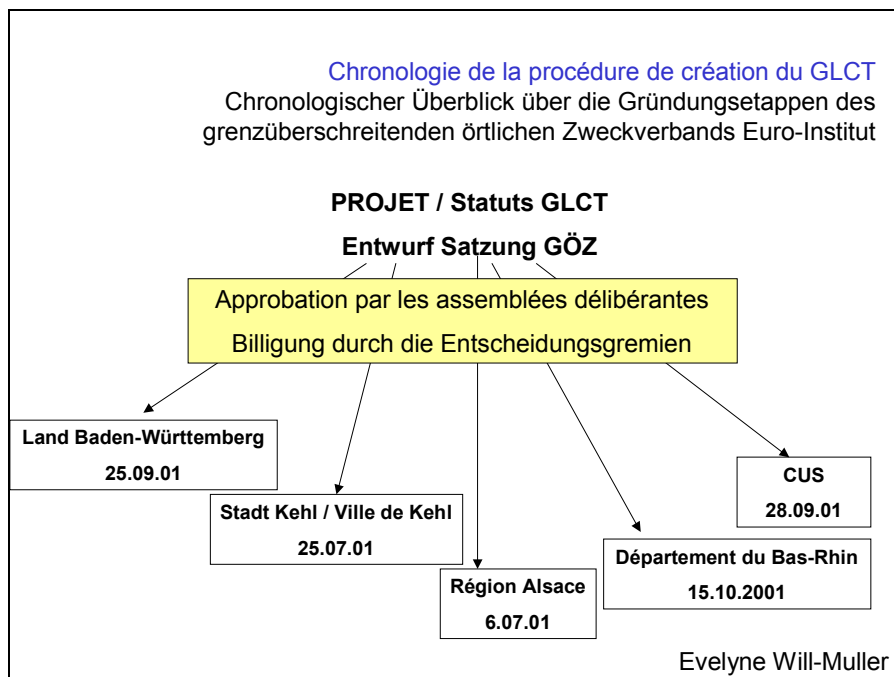 Chronologie de la procédure de création du GLCT
Chronologischer Überblick über die Gründungsetappen des
grenzüberschreitenden örtlichen Zweckverbands Euro-Institut
PROJET / Statuts GLCT
Entwurf Satzung GÖZ
Approbation par les assemblées délibérantes
Billigung durch die Entscheidungsgremien
Land Baden-Württemberg
25.09.01
Stadt Kehl / Ville de Kehl
25.07.01
Région Alsace
6.07.01
Département du Bas-Rhin
15.10.2001
CUS
28.09.01
Evelyne Will-Muller